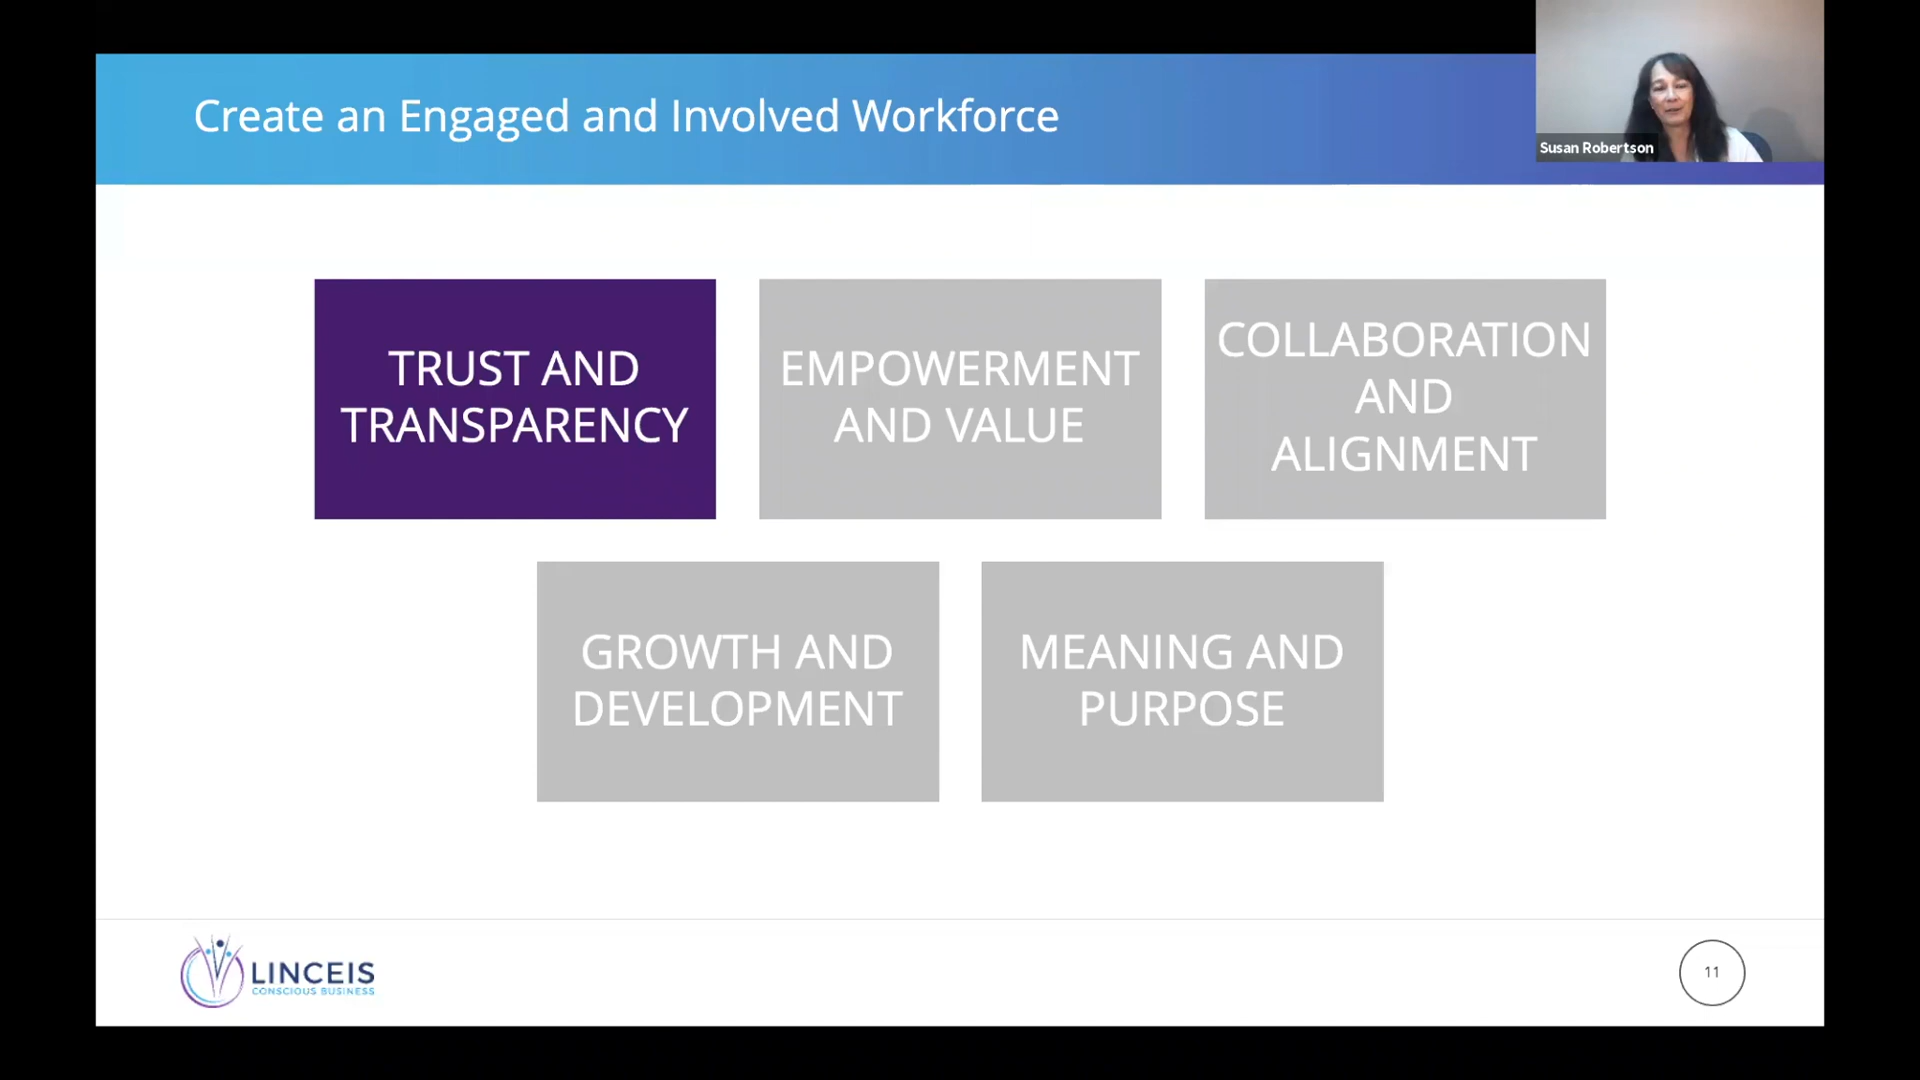 Create an Engaged and Involved Workforce
Susan Robertson
TRUST AND
TRANSPARENCY
EMPOWERMENT
AND VALUE
COLLABORATION
AND
ALIGNMENT
GROWTH AND
DEVELOPMENT
MEANING AND
PURPOSE
LINCEIS
CONSCIOUS BUSINESS
11